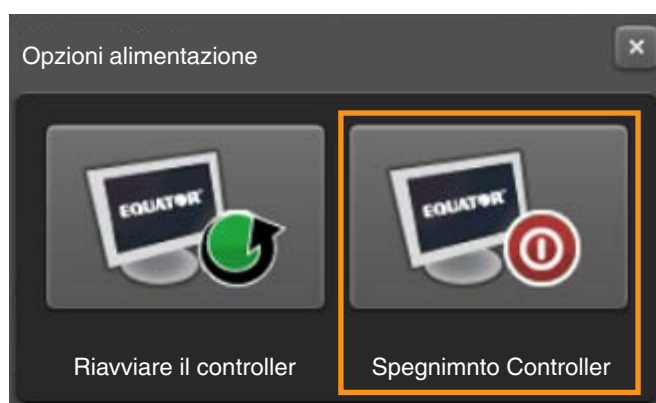 Opzioni alimentazione
EQUATOR
EQUATOR
Riavviare il controller
Spegnimnto Controller